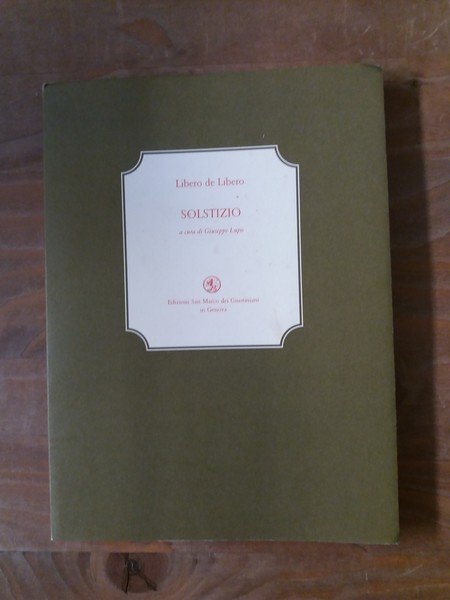 Libero de Libero
SOLSTIZIO
a cura di Giuseppe Lupo
Edizioni San Marco dei Giustiniani
in Genova